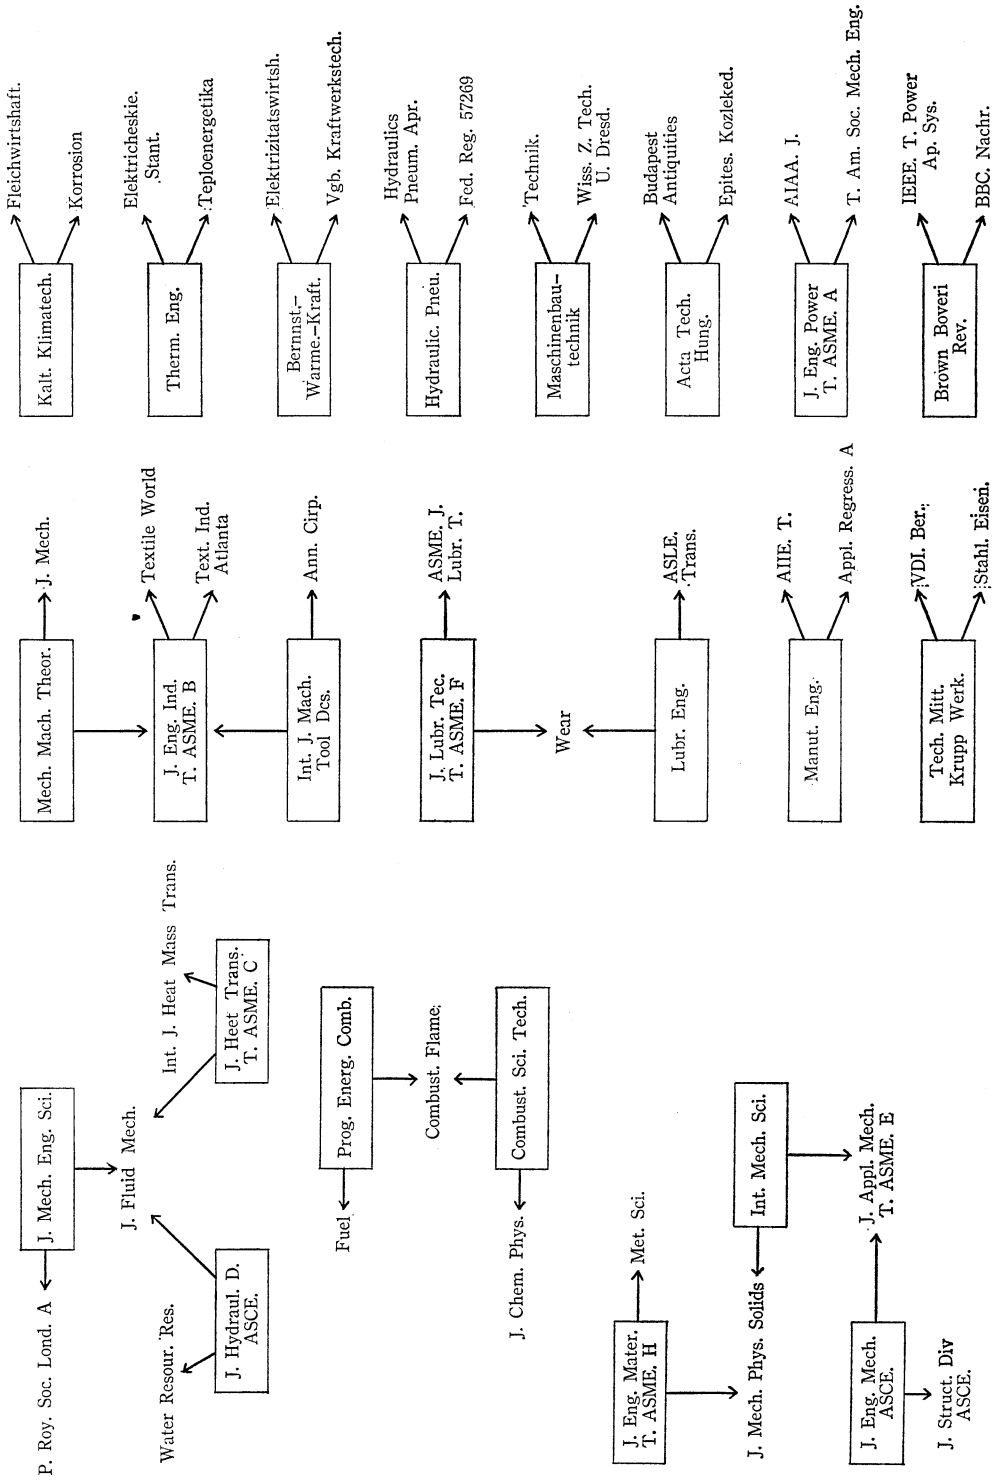 P. Roy. Soc. Lond. A
J. Mech. Eng. Sci.
J. Fluid Mech.
Water Resour. Res.
J. Hydraul. D.
ASCE.
Int. J. Heat Mass Trans.
J. Heet Trans.
T. ASME. C
Fuel
Prog. Energ. Comb.
Combust. Flame.
J. Chem. Phys.
Combust. Sci. Tech.
J. Eng. Mater.
T. ASME. H
Met. Sci.
J. Mech. Phys. Solids
Int. Mech. Sci.
J. Eng. Mech.
ASCE.
J. Appl. Mech.
T. ASME. E
J. Struct. Div
ASCE.
Mech. Mach. Theor.
J. Mech.
J. Eng. Ind.
T. ASME. B
Textile World
Text. Ind.
Atlanta
Int. J. Mach.
Tool Dcs.
Ann. Cirp.
J. Lubr. Tec.
T. ASME. F
ASME. J.
Lubr. T.
Wear
Lubr. Eng.
ASLE.
Trans.
Manut. Eng.
AIIE. T.
Appl. Regress. A
Tech. Mitt.
Krupp Werk.
VDI. Ber.
Stahl. Eisen.
Kalt. Klimatech.
Fleichwirtshaft.
Korrosion
Therm. Eng.
Elektricheskie.
Stant.
Teploenergetika
Bernnst.-
Warme.-Kraft.
Elektrizitatswirtsh.
Vgb. Kraftwerkstech.
Hydraulic. Pneu.
Hydraulics
Pneum. Apr.
Fcd. Reg. 57269
Maschinenbau-
technik
Technik.
Wiss. Z. Tech.
U. Dresd.
Acta Tech.
Hung.
Budapest
Antiquities
Epites. Kozleked.
J. Eng. Power
T. ASME. A
AIAA. J.
T. Am. Soc. Mech. Eng.
Brown Boveri
Rev.
IEEE. T. Power
Ap. Sys.
BBC. Nachr.